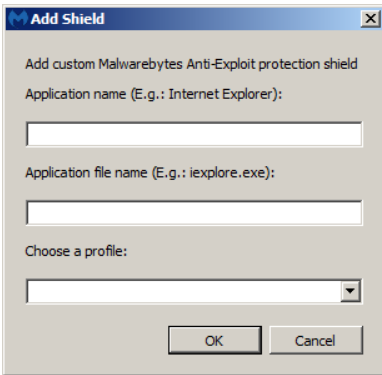 Add Shield
Add custom Malwarebytes Anti-Exploit protection shield
Application name (E.g.: Internet Explorer):
Application file name (E.g.: iexplore.exe):
Choose a profile:
OK Cancel